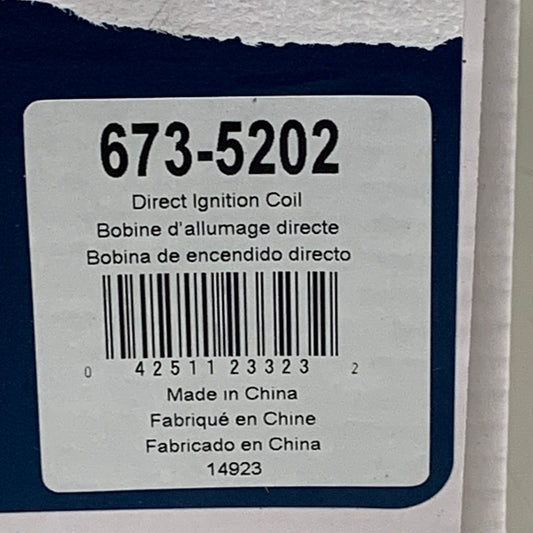 673-5202
Direct Ignition Coil
Bobine d'allumage directe
Bobina de encendido directo
0 42511 23323 2
Made in China
Fabriqué en Chine
Fabricado en China
14923